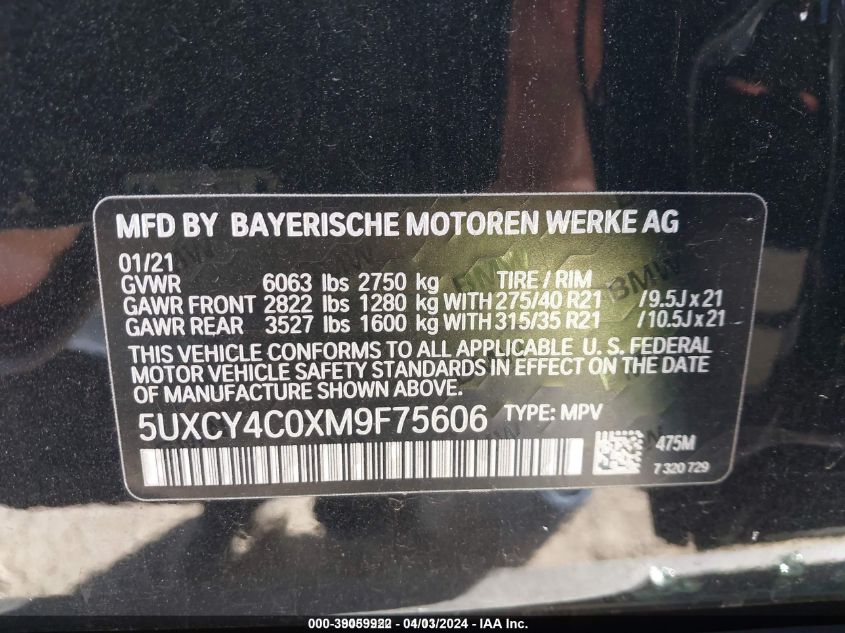 MFD BY BAYERISCHE MOTOREN WERKE AG
01/21
GVWR 6063 lbs 2750 kg TIRE / RIM
GAWR FRONT 2822 lbs 1280 kg WITH 275/40 R21 /9.5J x 21
GAWR REAR 3527 lbs 1600 kg WITH 315/35 R21 /10.5J x 21
THIS VEHICLE CONFORMS TO ALL APPLICABLE U. S. FEDERAL
MOTOR VEHICLE SAFETY STANDARDS IN EFFECT ON THE DATE
OF MANUFACTURE SHOWN ABOVE.
5UXCY4C0XM9F75606 TYPE: MPV
475M
7 320 729
04/03/2024 - IAA Inc.